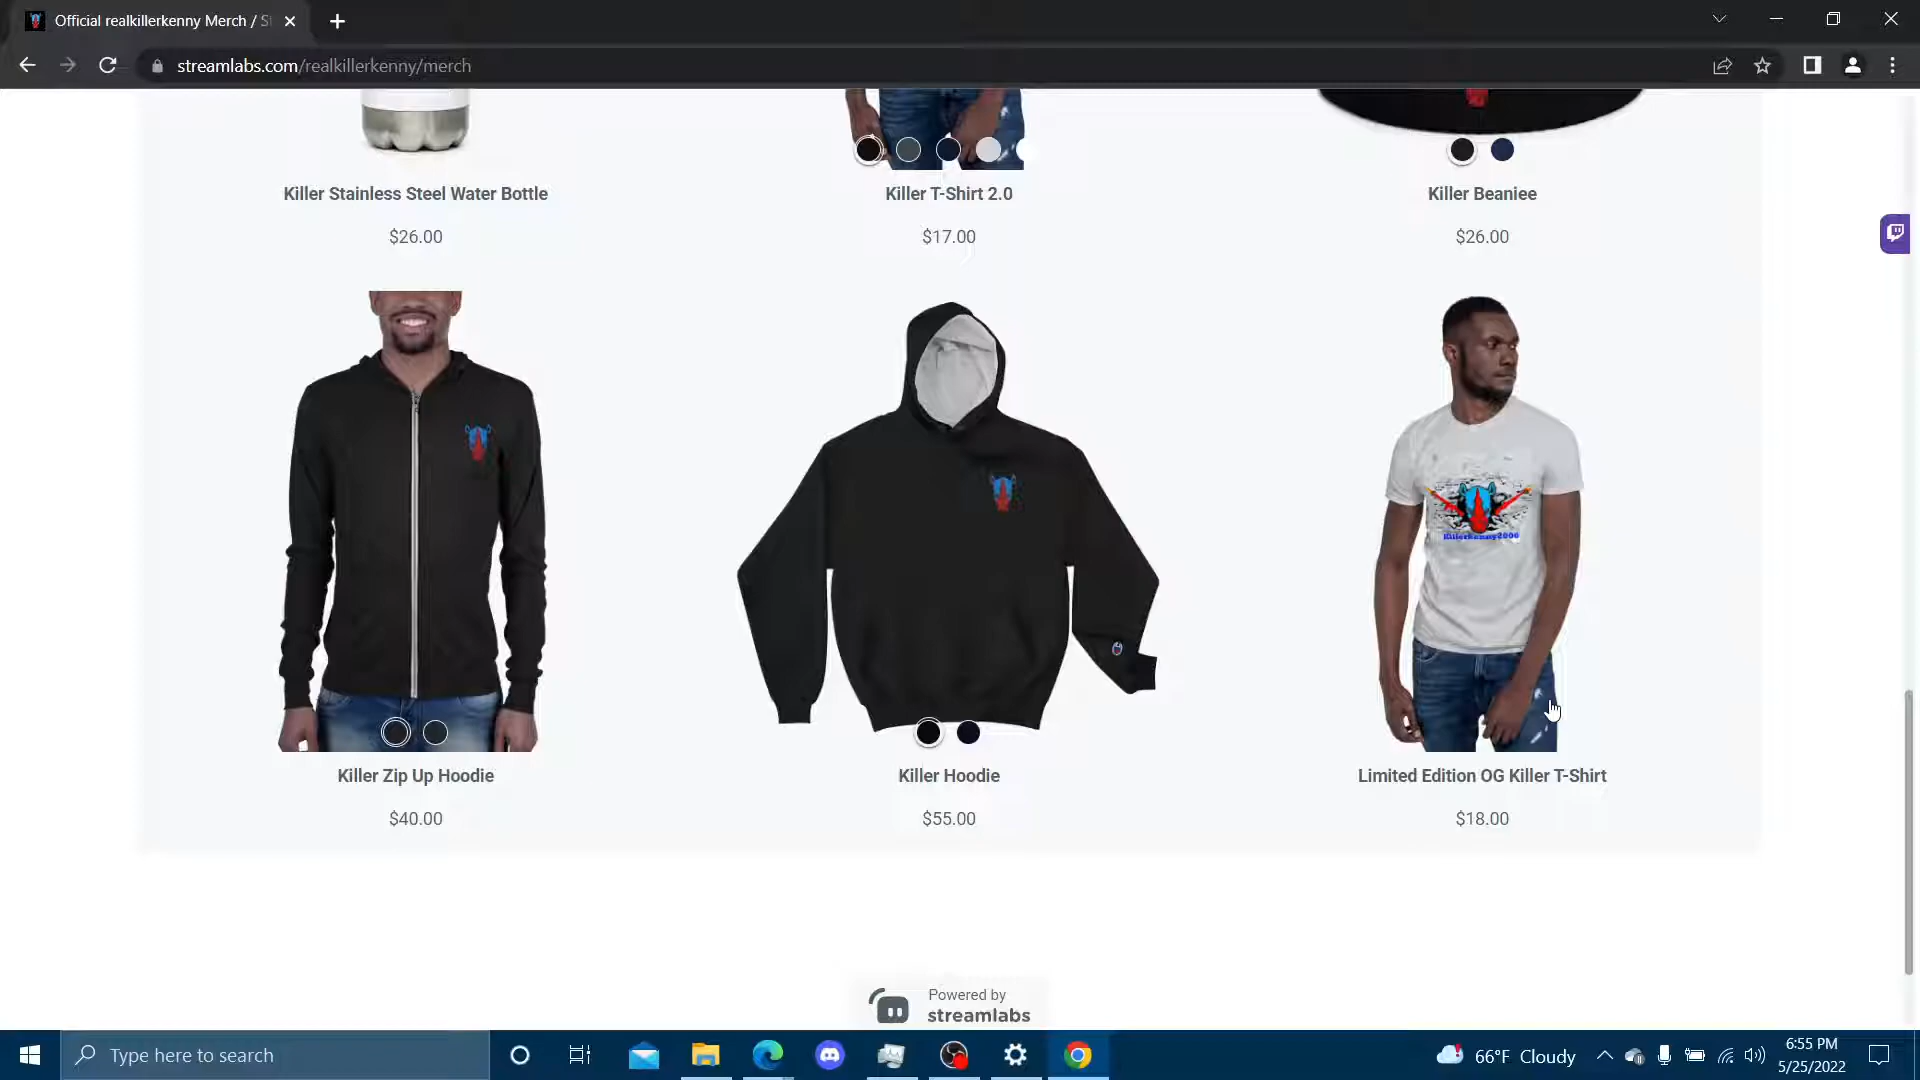 Official realkillerkenny Merch / S
streamlabs.com/realkillerkenny/merch
Killer Stainless Steel Water Bottle
Killer T-Shirt 2.0
Killer Beaniee
$26.00
$17.00
$26.00
Killerkenny2006
Killer Zip Up Hoodie
Killer Hoodie
Limited Edition OG Killer T-Shirt
$40.00
$55.00
$18.00
Powered by
streamlabs
Type here to search
66°F Cloudy
6:55 PM
5/25/2022